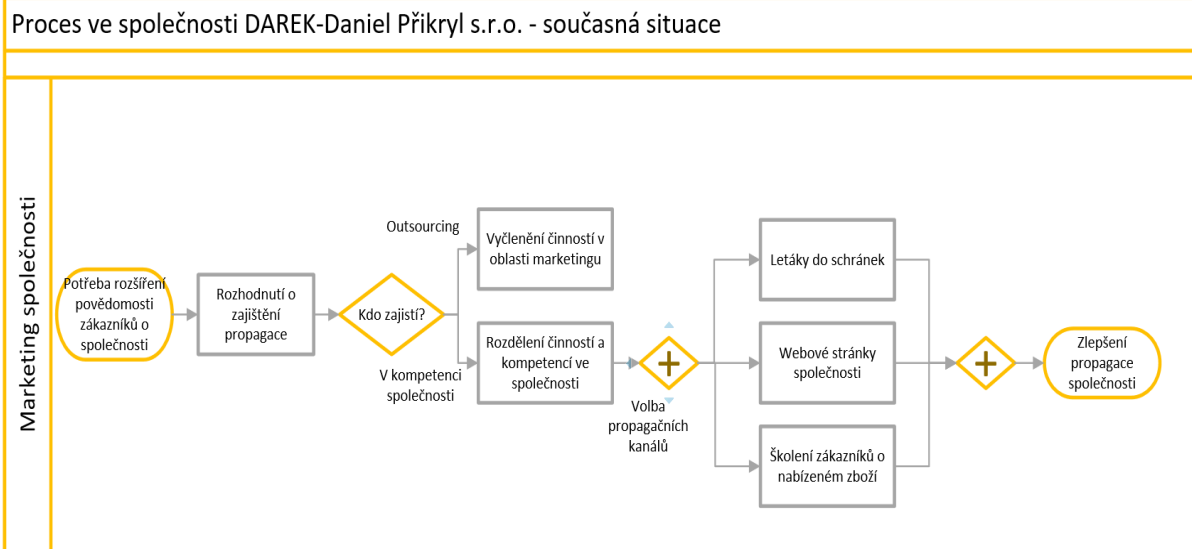 Proces ve společnosti DAREK-Daniel Přikryl s.r.o. - současná situace
Marketing společnosti
Potřeba rozšíření
povědomosti
zákazníků o
společnosti
Rozhodnutí o
zajištění
propagace
Kdo zajistí?
Outsourcing
V kompetenci
společnosti
Vyčlenění činností v
oblasti marketingu
Rozdělení činností a
kompetencí ve
společnosti
Volba
propagačních
kanálů
Letáky do schránek
Webové stránky
společnosti
Školení zákazníků o
nabízeném zboží
Zlepšení
propagace
společnosti